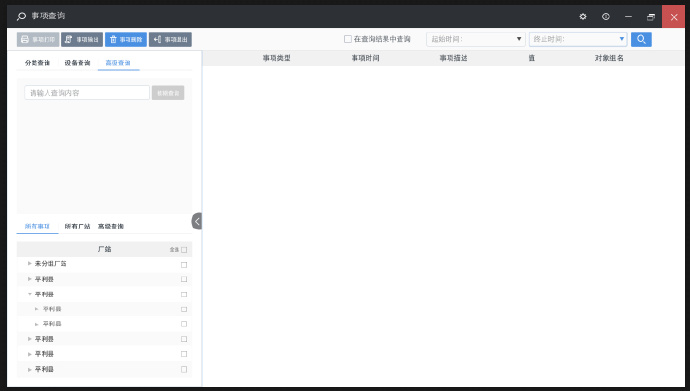 事项查询
事项打印 事项输出 事项删除 事项退出
在查询结果中查询 起始时间: 终止时间:
分类查询 设备查询 高级查询
事项类型 事项时间 事项描述 值 对象组名
请输入查询内容
所有事项 所有厂站 高级查询
厂站 全选
未分组厂站
平利县
平利县
平利县
平利县
平利县
平利县
平利县